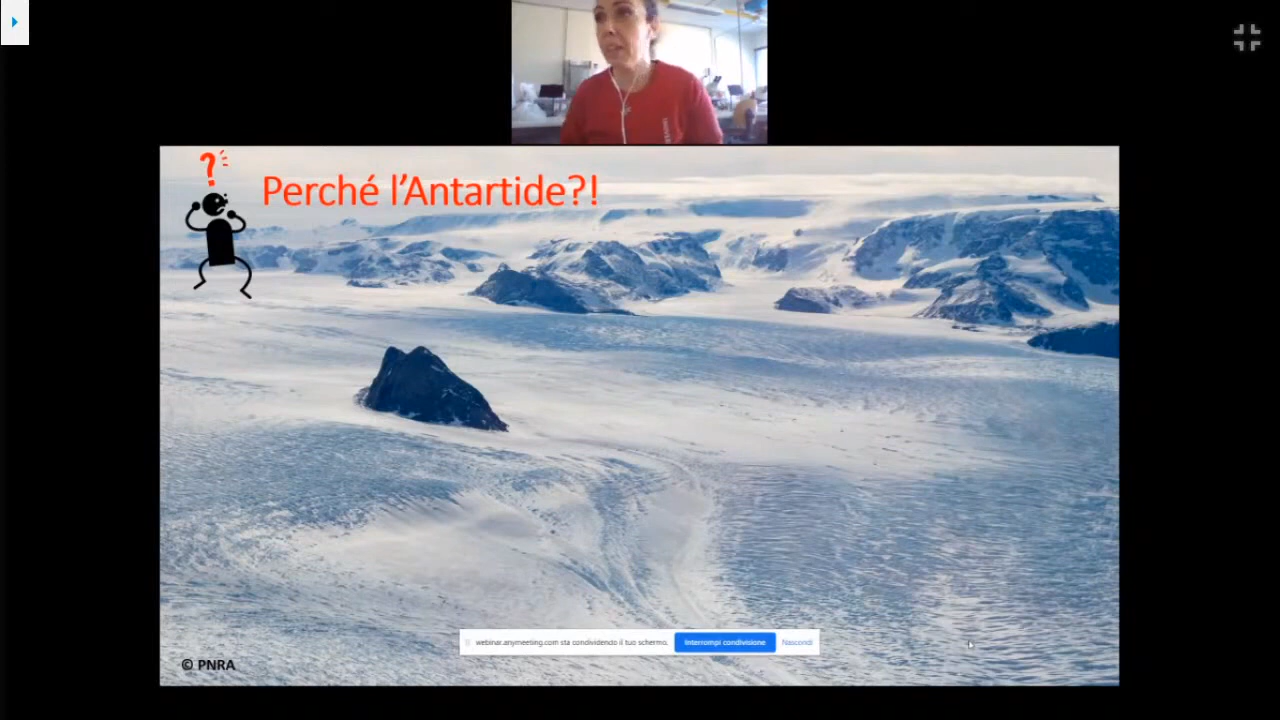 ?
Perché l'Antartide?!
webinar.anymeeting.com sta condividendo il tuo schermo.
Interrompi condivisione
Nascondi
© PNRA